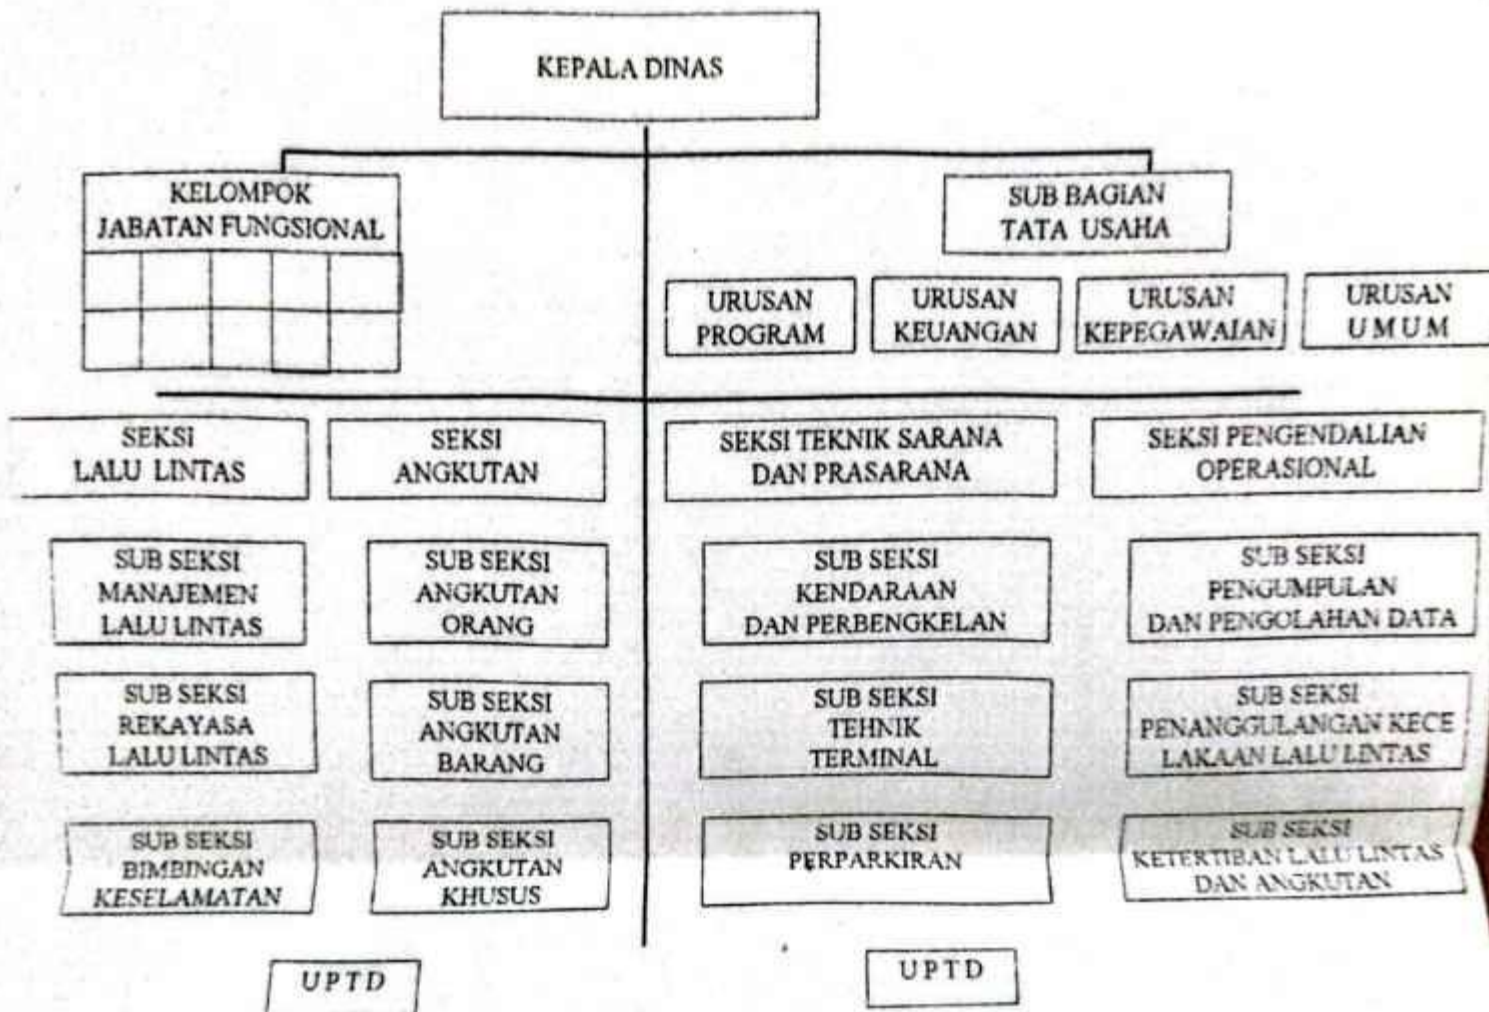 KEPALA DINAS
KELOMPOK
JABATAN FUNGSIONAL
SUB BAGIAN
TATA USAHA
URUSAN
PROGRAM
URUSAN
KEUANGAN
URUSAN
KEPEGAWAIAN
URUSAN
UMUM
SEKSI
LALU LINTAS
SEKSI
ANGKUTAN
SEKSI TEKNIK SARANA
DAN PRASARANA
SEKSI PENGENDALIAN
OPERASIONAL
SUB SEKSI
MANAJEMEN
LALU LINTAS
SUB SEKSI
ANGKUTAN
ORANG
SUB SEKSI
KENDARAAN
DAN PERBENGKELAN
SUB SEKSI
PENGUMPULAN
DAN PENGOLAHAN DATA
SUB SEKSI
REKAYASA
LALU LINTAS
SUB SEKSI
ANGKUTAN
BARANG
SUB SEKSI
TEHNIK
TERMINAL
SUB SEKSI
PENANGGULANGAN KECE
LAKAAN LALU LINTAS
SUB SEKSI
BIMBINGAN
KESELAMATAN
SUB SEKSI
ANGKUTAN
KHUSUS
SUB SEKSI
PERPARKIRAN
SUB SEKSI
KETERTIBAN LALU LINTAS
DAN ANGKUTAN
UPTD
UPTD